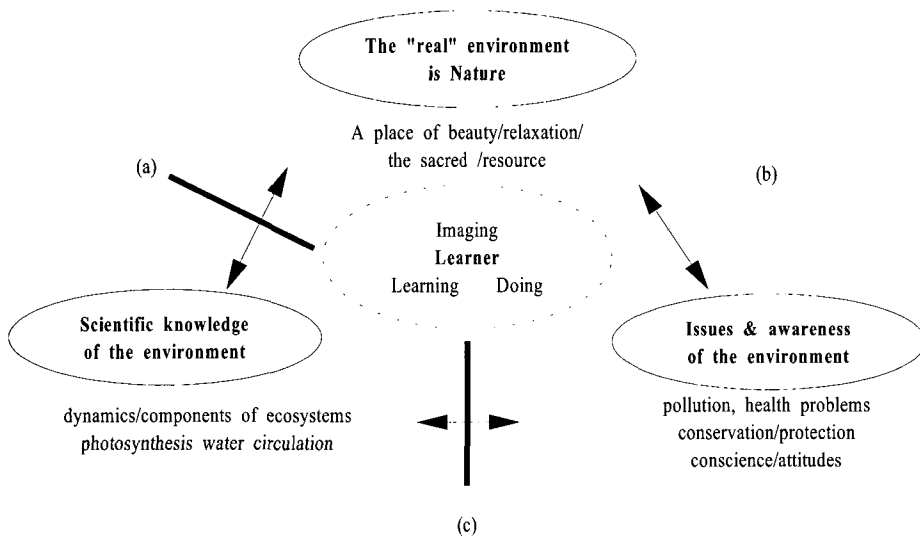 The "real" environment
is Nature
A place of beauty/relaxation/
the sacred /resource
(a)
(b)
Imaging
Learner
Learning Doing
Scientific knowledge
of the environment
Issues & awareness
of the environment
dynamics/components of ecosystems
photosynthesis water circulation
pollution, health problems
conservation/protection
conscience/attitudes
(c)